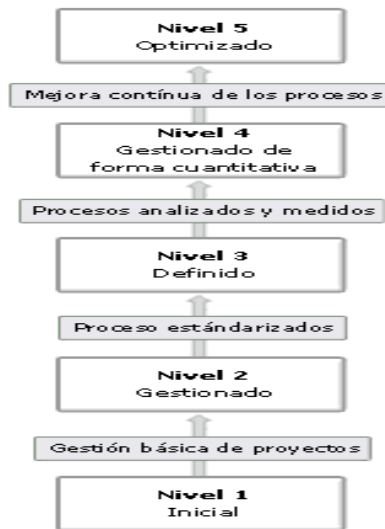 Nivel 5
Optimizado
Mejora contínua de los procesos
Nivel 4
Gestionado de
forma cuantitativa
Procesos analizados y medidos
Nivel 3
Definido
Proceso estándarizados
Nivel 2
Gestionado
Gestión básica de proyectos
Nivel 1
Inicial